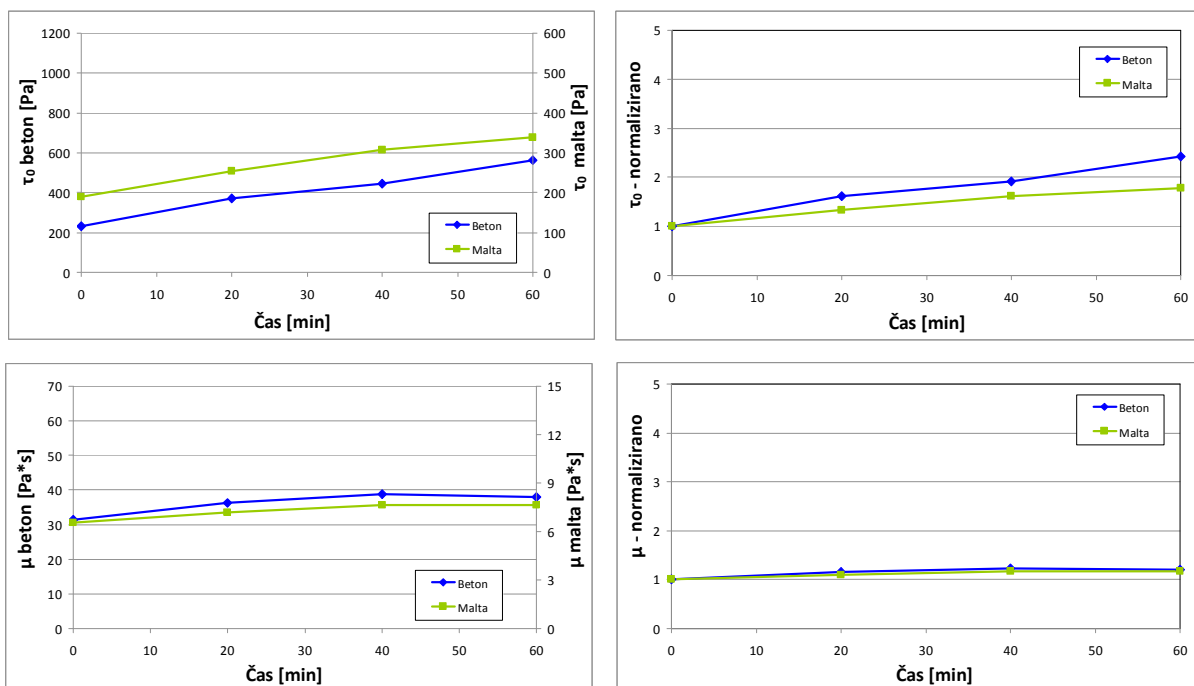 τ₀ beton [Pa]
1200
1000
800
600
400
200
0
600
500
400
300
200
100
0
τ₀ malta [Pa]
Beton
Malta
0 10 20 30 40 50 60
Čas [min]
τ₀ - normalizirano
5
4
3
2
1
0
Beton
Malta
0 10 20 30 40 50 60
Čas [min]
μ beton [Pa*s]
70
60
50
40
30
20
10
0
15
12
9
6
3
0
μ malta [Pa*s]
Beton
Malta
0 10 20 30 40 50 60
Čas [min]
μ - normalizirano
5
4
3
2
1
0
Beton
Malta
0 10 20 30 40 50 60
Čas [min]